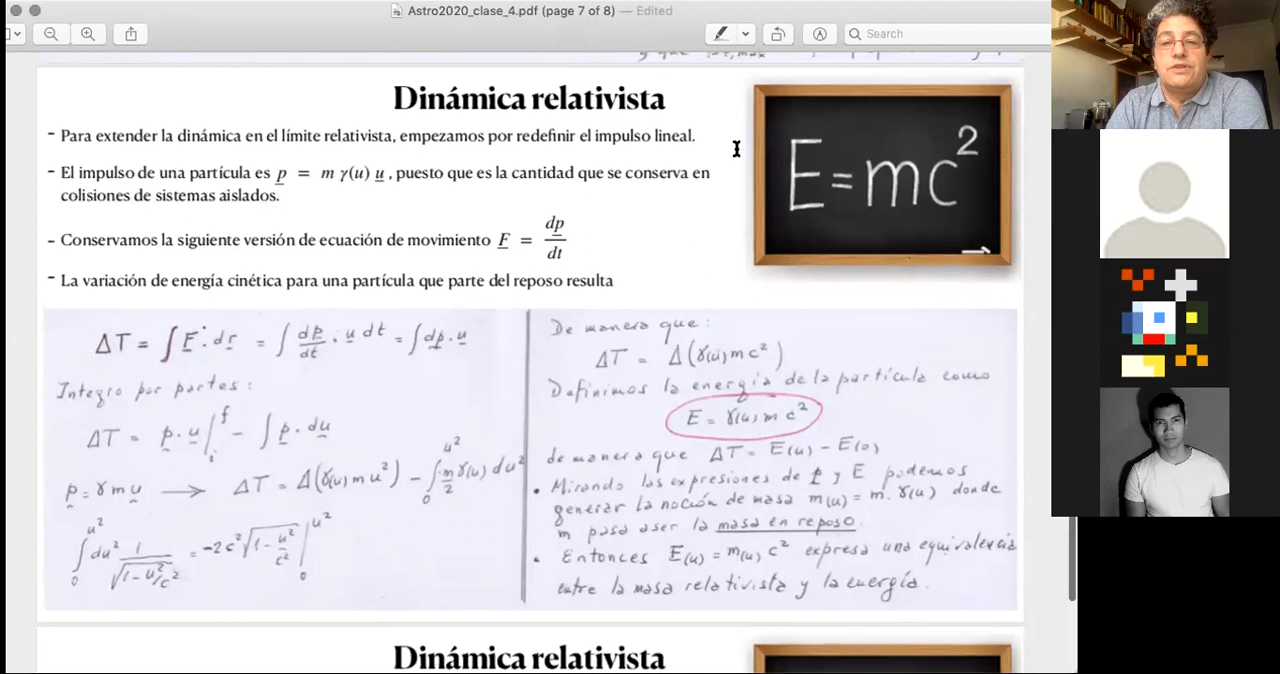 Astro2020_clase_4.pdf (page 7 of 8) — Edited
Search
Dinámica relativista
- Para extender la dinámica en el límite relativista, empezamos por redefinir el impulso lineal.
- El impulso de una partícula es p = m γ(u) u , puesto que es la cantidad que se conserva en
colisiones de sistemas aislados.
- Conservamos la siguiente versión de ecuación de movimiento F = dp/dt
- La variación de energía cinética para una partícula que parte del reposo resulta
E=mc²
ΔT = ∫ F · dr = ∫ dp/dt · u dt = ∫ dp · u
Integro por partes:
ΔT = p · u |ᶠᵢ - ∫ p · du
p = γ m u → ΔT = Δ(γ(u) m u²) - ∫₀^u² m/2 γ(u) du²
∫₀^u² du² 1/√(1-u²/c²) = -2c² √(1-u²/c²) |₀^u²
De manera que:
ΔT = Δ(γ(u) m c²)
Definimos la energía de la partícula como
E = γ(u) m c²
de manera que ΔT = E(u) - E(0)
• Mirando las expresiones de p y E podemos
generar la noción de masa m(u) = m. γ(u) donde
m pasa a ser la masa en reposo.
• Entonces E(u) = m(u) c² expresa una equivalencia
entre la masa relativista y la energía.
Dinámica relativista